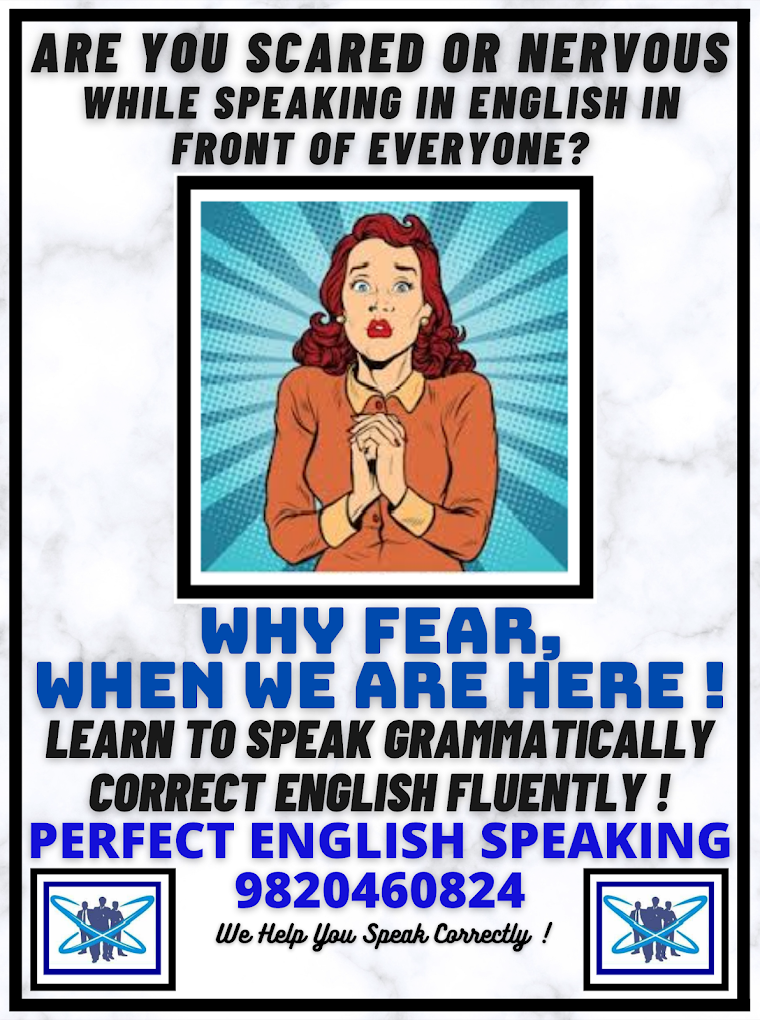 ARE YOU SCARED OR NERVOUS
WHILE SPEAKING IN ENGLISH IN
FRONT OF EVERYONE?
WHY FEAR,
WHEN WE ARE HERE !
LEARN TO SPEAK GRAMMATICALLY
CORRECT ENGLISH FLUENTLY !
PERFECT ENGLISH SPEAKING
9820460824
We Help You Speak Correctly !